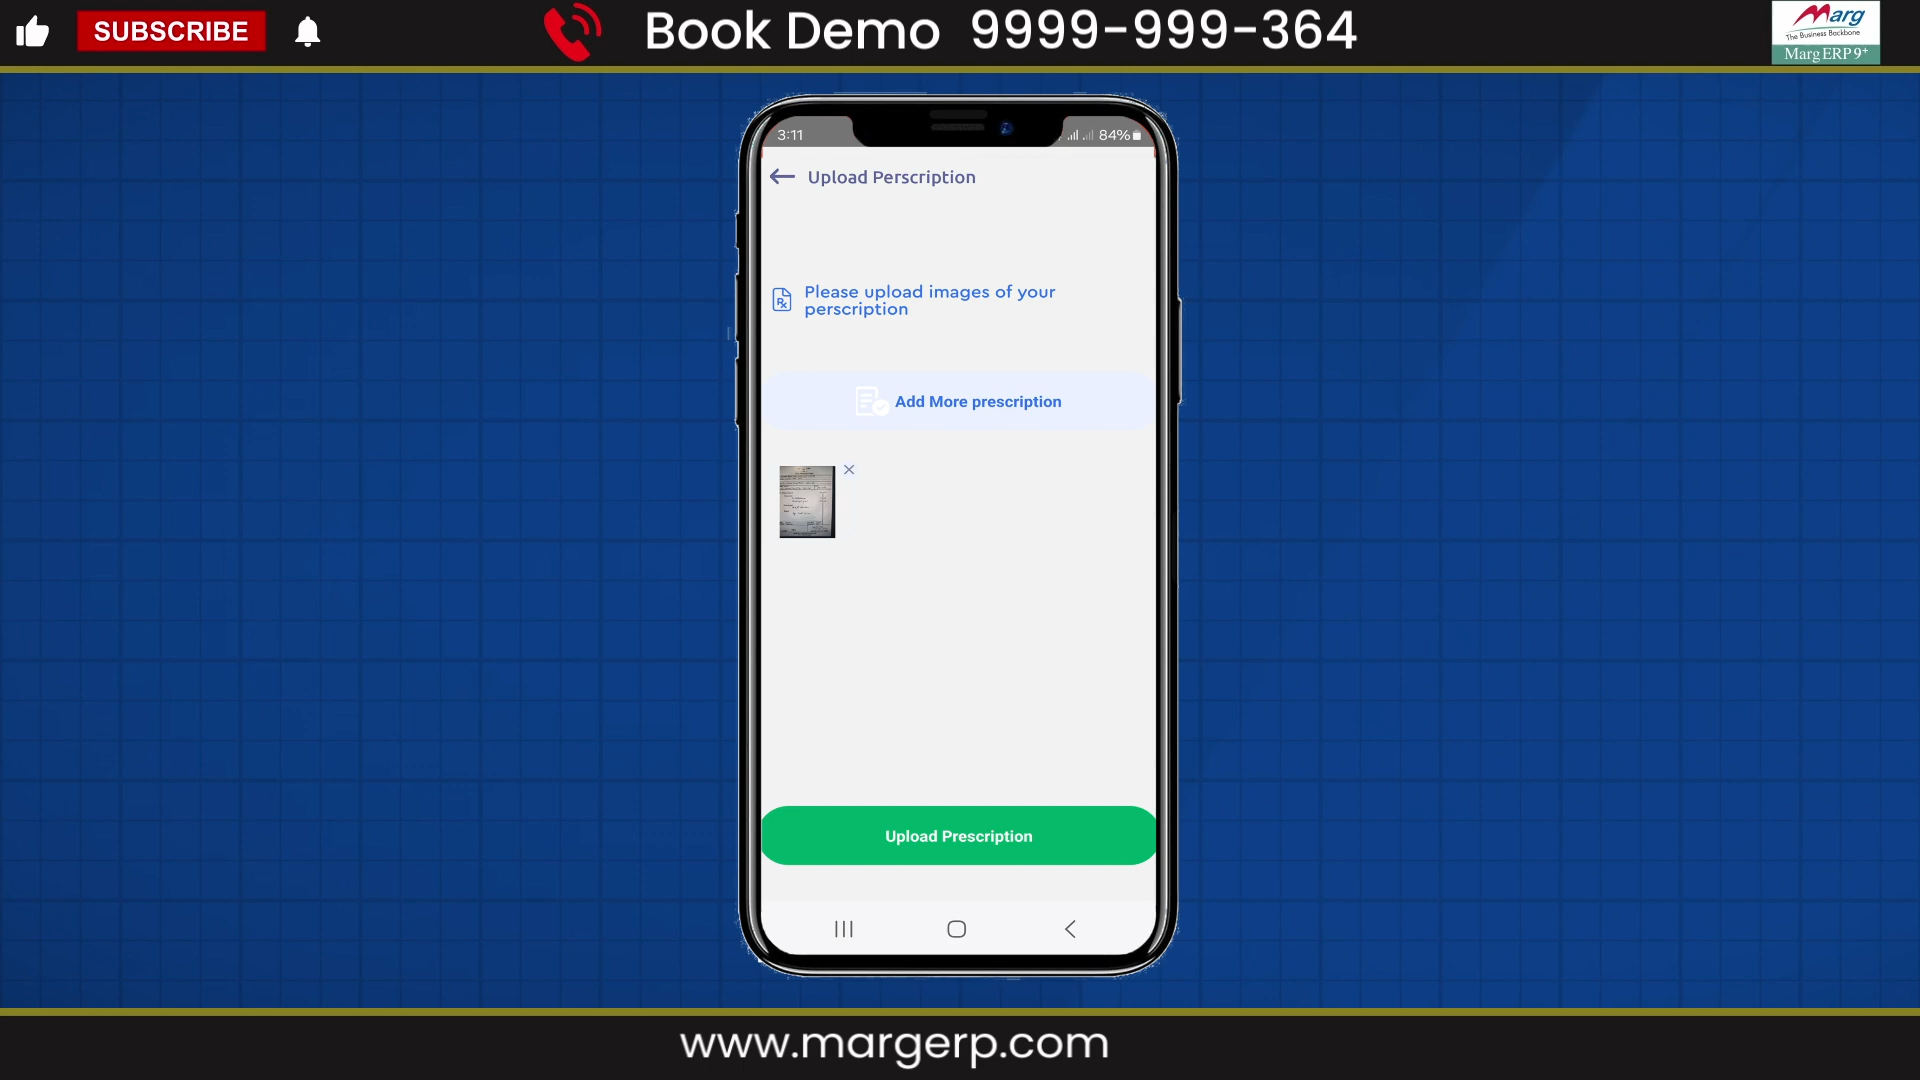 SUBSCRIBE
Book Demo 9999-999-364
Marg
The Business Backbone
Marg ERP 9+
3:11
84%
Upload Perscription
Rx
Please upload images of your
perscription
Add More prescription
Upload Prescription
www.margerp.com